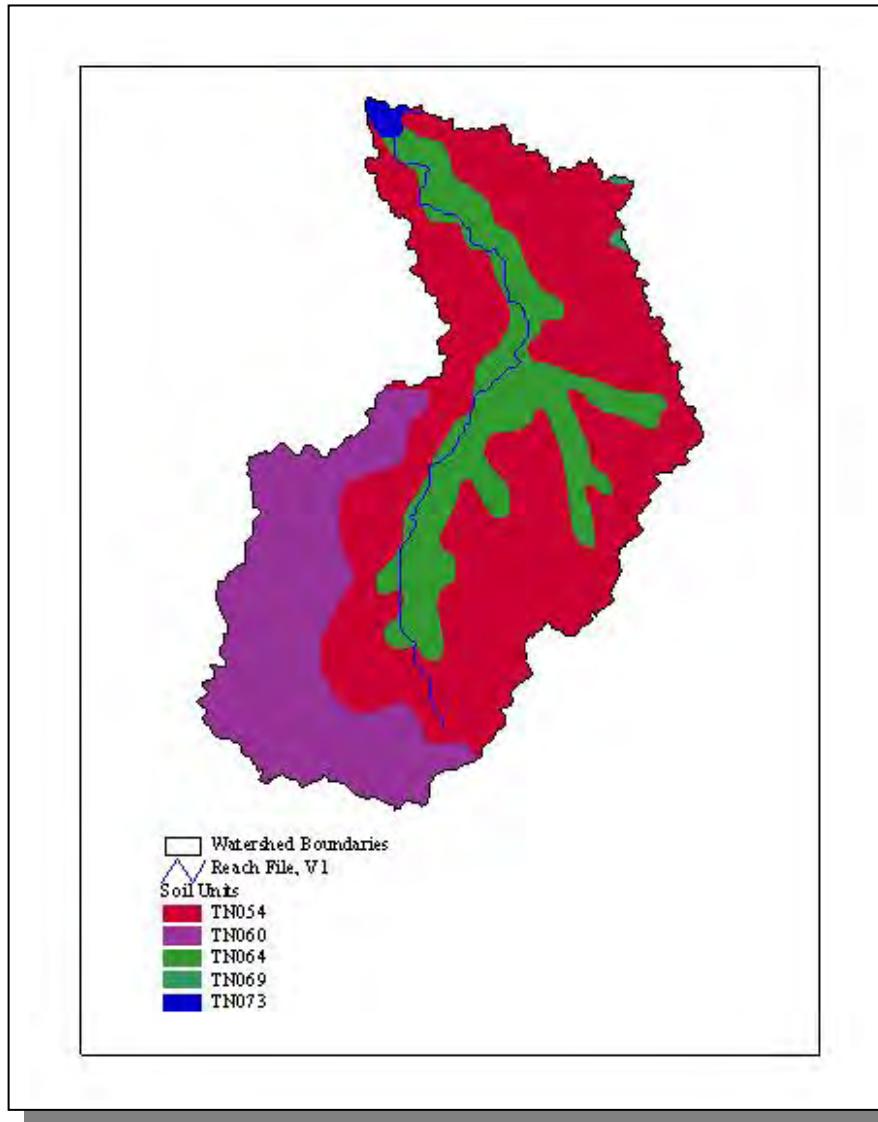 Watershed Boundaries
Reach File, V1
Soil Units
TN054
TN060
TN064
TN069
TN073